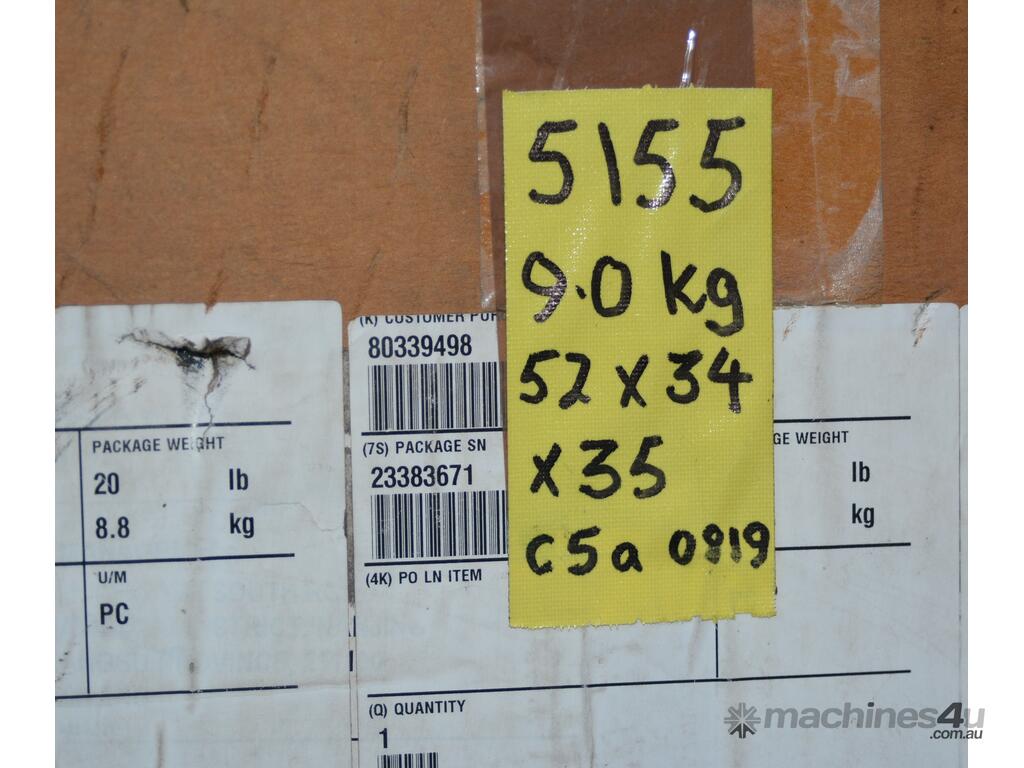 5155
9.0 kg
52 x 34
x 35
C5a 0819
(K) CUSTOMER PUR
80339498
(7S) PACKAGE SN
23383671
(4K) PO LN ITEM
(Q) QUANTITY
1
PACKAGE WEIGHT
20 lb
8.8 kg
U/M
PC
GE WEIGHT
lb
kg
machines4u
.com.au